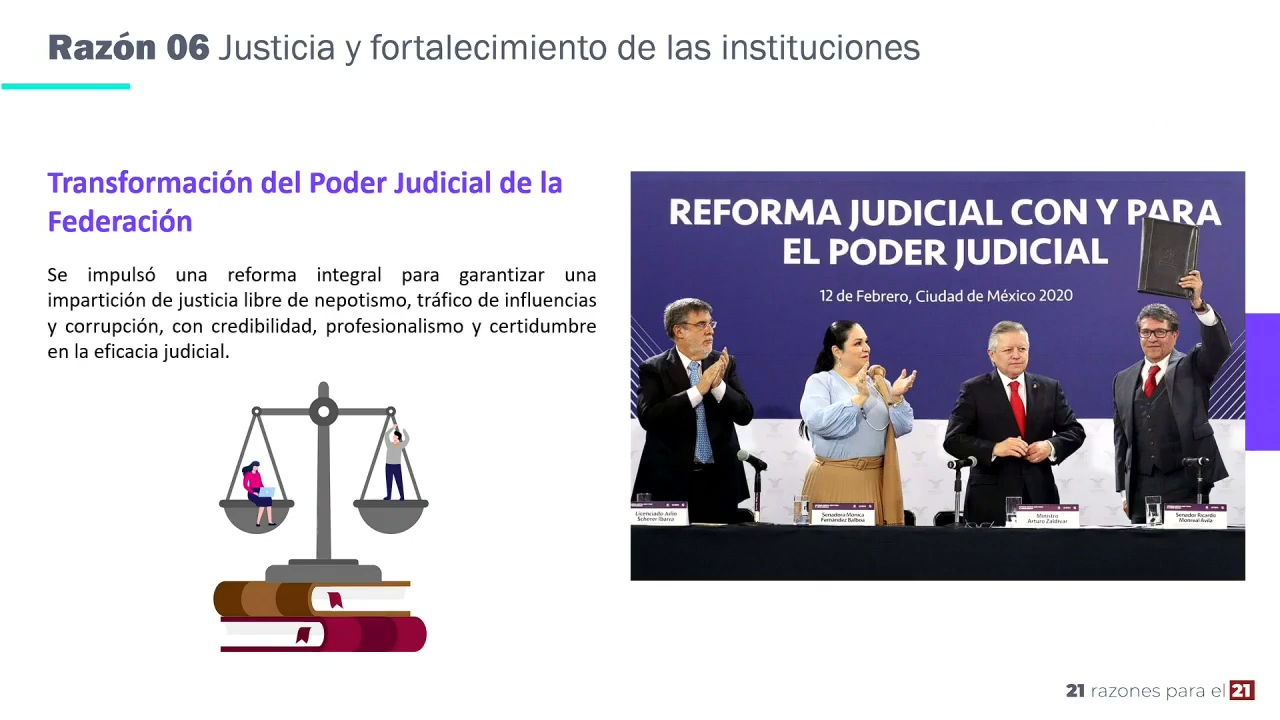 Razón 06 Justicia y fortalecimiento de las instituciones
Transformación del Poder Judicial de la
Federación
Se impulsó una reforma integral para garantizar una
impartición de justicia libre de nepotismo, tráfico de influencias
y corrupción, con credibilidad, profesionalismo y certidumbre
en la eficacia judicial.
REFORMA JUDICIAL CON Y PARA
EL PODER JUDICIAL
12 de Febrero, Ciudad de México 2020
Licenciado Julio
Scherer Ibarra
Senadora Mónica
Fernández Balboa
Ministro
Arturo Zaldívar
Senador Ricardo
Monreal Ávila
21 razones para el 21